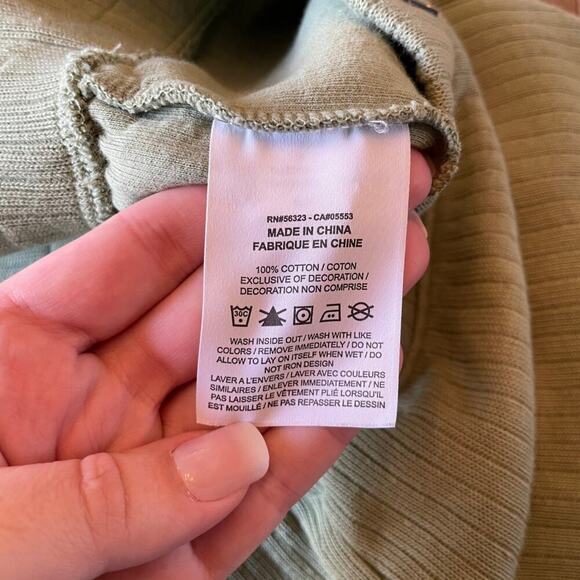 RN#56323 - CA#05553
MADE IN CHINA
FABRIQUE EN CHINE
100% COTTON / COTON
EXCLUSIVE OF DECORATION /
DECORATION NON COMPRISE
30C
WASH INSIDE OUT / WASH WITH LIKE
COLORS / REMOVE IMMEDIATELY / DO NOT
ALLOW TO LAY ON ITSELF WHEN WET / DO
NOT IRON DESIGN
LAVER A L'ENVERS / LAVER AVEC COULEURS
SIMILAIRES / ENLEVER IMMEDIATEMENT / NE
PAS LAISSER LE VÊTEMENT PLIÉ LORSQU'IL
EST MOUILLÉ / NE PAS REPASSER LE DESSIN